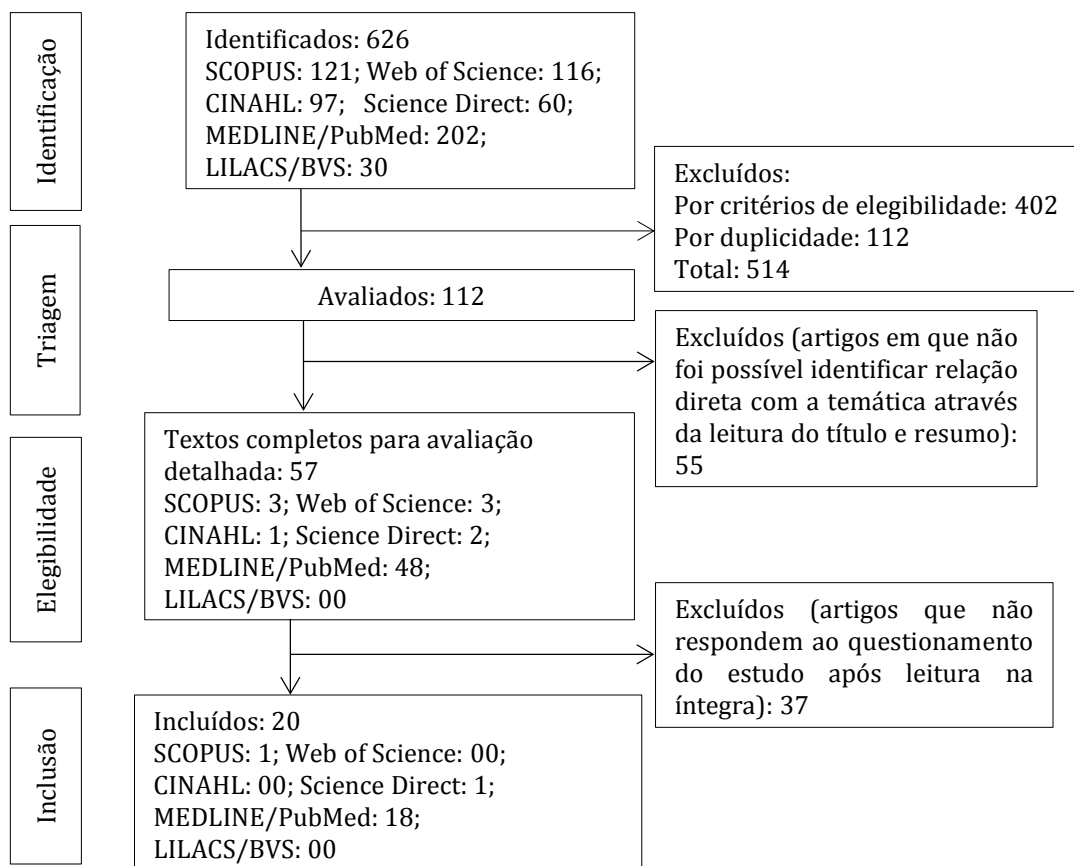 Identificação
Identificados: 626
SCOPUS: 121; Web of Science: 116;
CINAHL: 97; Science Direct: 60;
MEDLINE/PubMed: 202;
LILACS/BVS: 30
Excluídos:
Por critérios de elegibilidade: 402
Por duplicidade: 112
Total: 514
Triagem
Avaliados: 112
Excluídos (artigos em que não
foi possível identificar relação
direta com a temática através
da leitura do título e resumo):
55
Elegibilidade
Textos completos para avaliação
detalhada: 57
SCOPUS: 3; Web of Science: 3;
CINAHL: 1; Science Direct: 2;
MEDLINE/PubMed: 48;
LILACS/BVS: 00
Excluídos (artigos que não
respondem ao questionamento
do estudo após leitura na
íntegra): 37
Inclusão
Incluídos: 20
SCOPUS: 1; Web of Science: 00;
CINAHL: 00; Science Direct: 1;
MEDLINE/PubMed: 18;
LILACS/BVS: 00